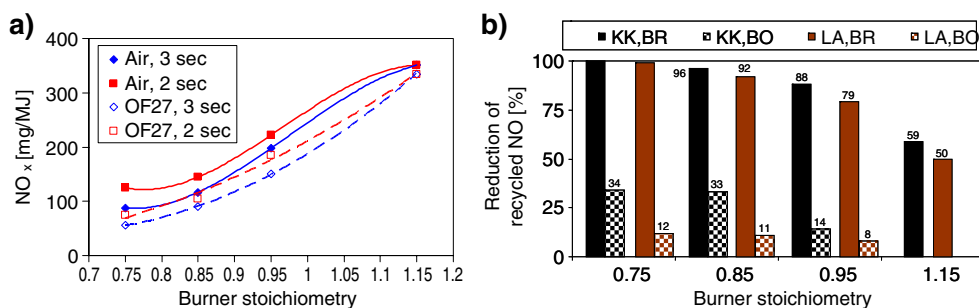 a)
400
300
200
100
0
NOx [mg/MJ]
Air, 3 sec
Air, 2 sec
OF27, 3 sec
OF27, 2 sec
0.7 0.75 0.8 0.85 0.9 0.95 1 1.05 1.1 1.15 1.2
Burner stoichiometry
b)
KK,BR KK,BO LA,BR LA,BO
Reduction of
recycled NO [%]
100
75
50
25
0
34 12
96 92 33 11
88 79 14 8
59 50
0.75 0.85 0.95 1.15
Burner stoichiometry